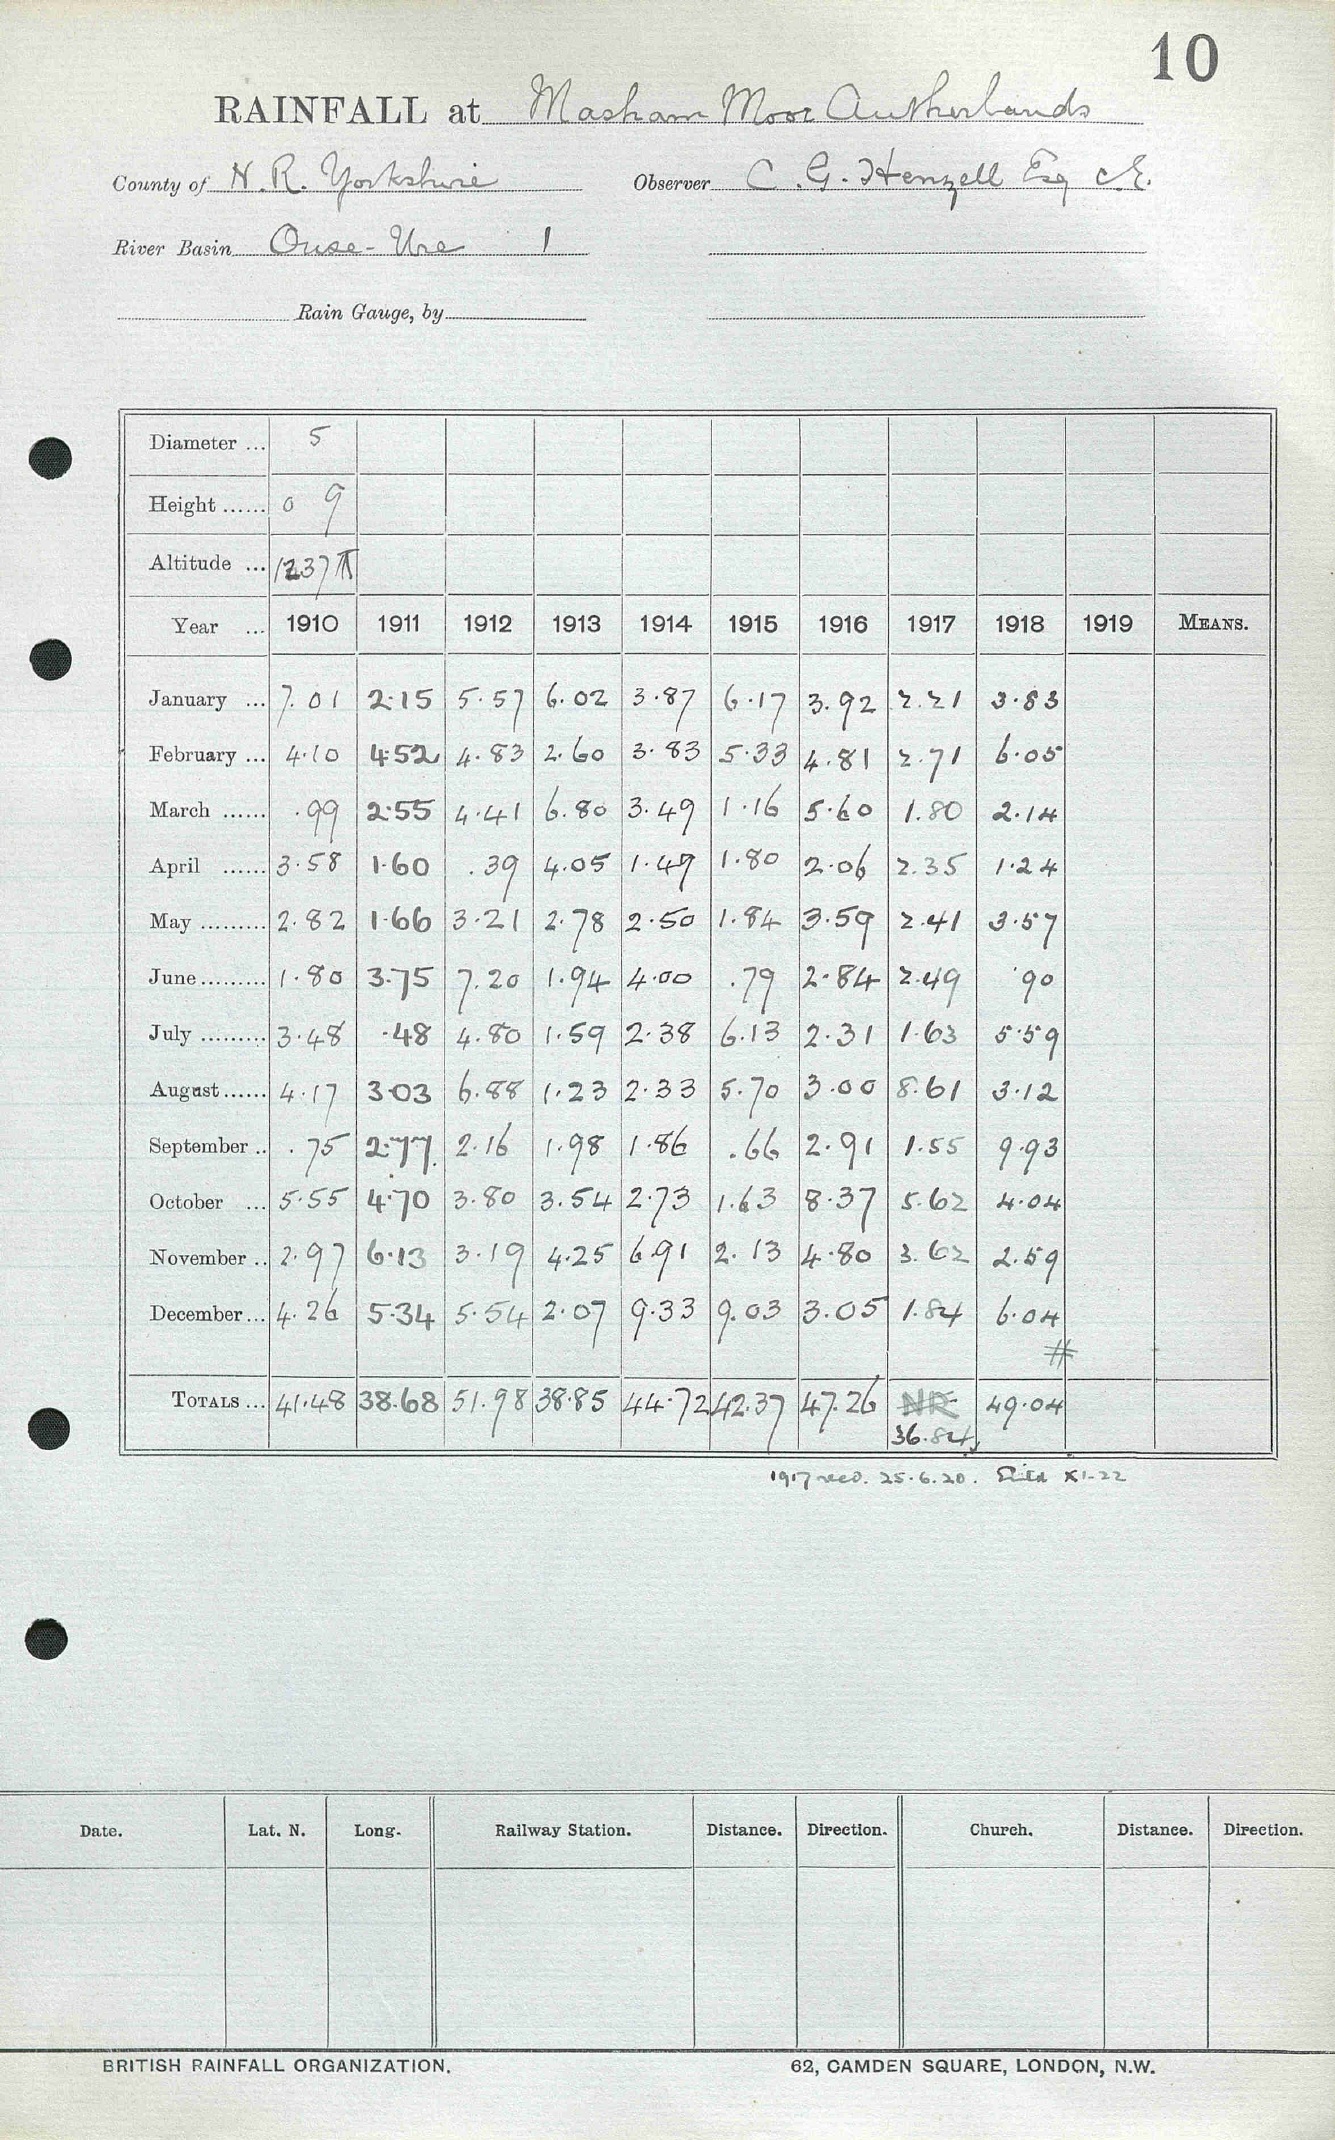 10
RAINFALL at Masham Moor Autherlands
County of N. R. Yorkshire Observer C. G. Henzell Esq C.E.
River Basin Ouse-Ure 1
Rain Gauge, by
Diameter ... 5
Height ...... 0 9
Altitude ... 1237 ft
Year ... 1910 1911 1912 1913 1914 1915 1916 1917 1918 1919 MEANS.
January ... 7.01 2.15 5.57 6.02 3.87 6.17 3.92 2.21 3.83
February ... 4.10 4.52 4.83 2.60 3.83 5.33 4.81 2.71 6.05
March ...... .99 2.55 4.41 6.80 3.49 1.16 5.60 1.80 2.14
April ...... 3.58 1.60 .39 4.05 1.49 1.80 2.06 2.35 1.24
May ......... 2.82 1.66 3.21 2.78 2.50 1.84 3.59 2.41 3.57
June ......... 1.80 3.75 7.20 1.94 4.00 .79 2.84 2.49 .90
July ......... 3.48 .48 4.80 1.59 2.38 6.13 2.31 1.63 5.59
August ...... 4.17 3.03 6.88 1.23 2.33 5.70 3.00 8.61 3.12
September .. .75 2.77 2.16 1.98 1.86 .66 2.91 1.55 9.93
October ... 5.55 4.70 3.80 3.54 2.73 1.63 8.37 5.62 4.04
November .. 2.97 6.13 3.19 4.25 6.91 2.13 4.80 3.62 2.59
December ... 4.26 5.34 5.54 2.07 9.33 9.03 3.05 1.84 6.04
#
TOTALS ... 41.48 38.68 51.98 38.85 44.72 42.37 47.26 NR 49.04
36.84
1917 recd. 25.6.20. X1-22
Date. Lat. N. Long. Railway Station. Distance. Direction. Church. Distance. Direction.
BRITISH RAINFALL ORGANIZATION. 62, CAMDEN SQUARE, LONDON, N.W.